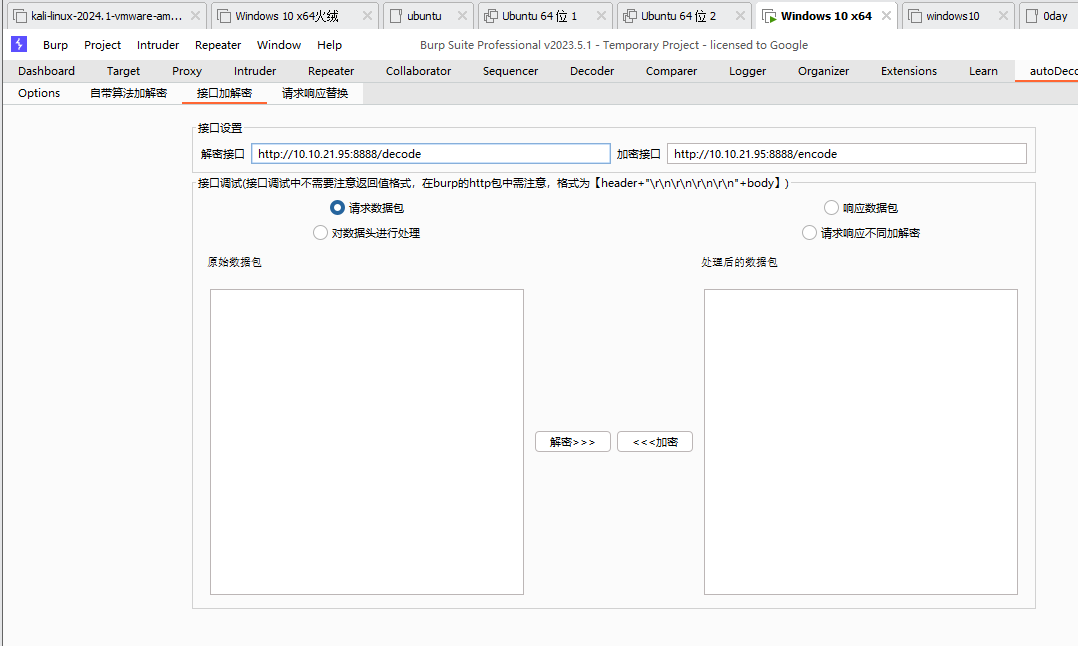 kali-linux-2024.1-vmware-am... Windows 10 x64火绒 ubuntu Ubuntu 64 位 1 Ubuntu 64 位 2 Windows 10 x64 windows10 0day
Burp Project Intruder Repeater Window Help Burp Suite Professional v2023.5.1 - Temporary Project - licensed to Google
Dashboard Target Proxy Intruder Repeater Collaborator Sequencer Decoder Comparer Logger Organizer Extensions Learn autoDeco
Options 自带算法加解密 接口加解密 请求响应替换
接口设置
解密接口 http://10.10.21.95:8888/decode 加密接口 http://10.10.21.95:8888/encode
接口调试(接口调试中不需要注意返回值格式，在burp的http包中需注意，格式为【header+"\r\n\r\n\r\n\r\n"+body】)
请求数据包 响应数据包
对数据头进行处理 请求响应不同加解密
原始数据包 处理后的数据包
解密>>> <<<加密